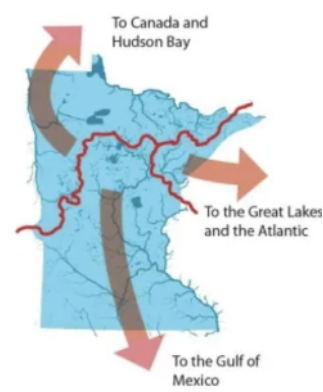 To Canada and
Hudson Bay
To the Great Lakes
and the Atlantic
To the Gulf of
Mexico